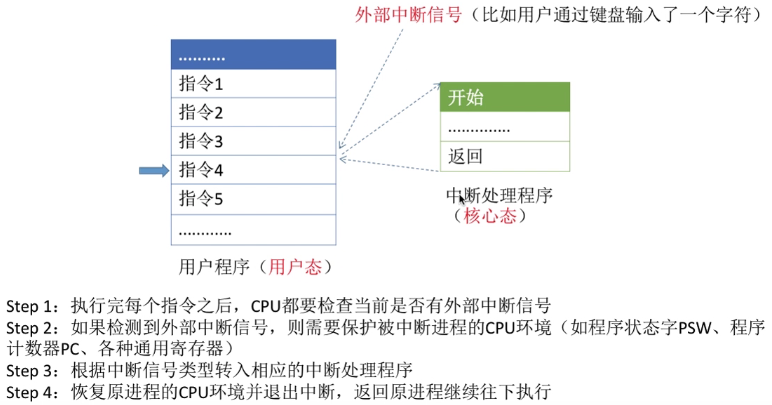 外部中断信号（比如用户通过键盘输入了一个字符）
..........
指令1
指令2
指令3
指令4
指令5
............
用户程序（用户态）
开始
..............
返回
中断处理程序
（核心态）
Step 1：执行完每个指令之后，CPU都要检查当前是否有外部中断信号
Step 2：如果检测到外部中断信号，则需要保护被中断进程的CPU环境（如程序状态字PSW、程序
计数器PC、各种通用寄存器）
Step 3：根据中断信号类型转入相应的中断处理程序
Step 4：恢复原进程的CPU环境并退出中断，返回原进程继续往下执行